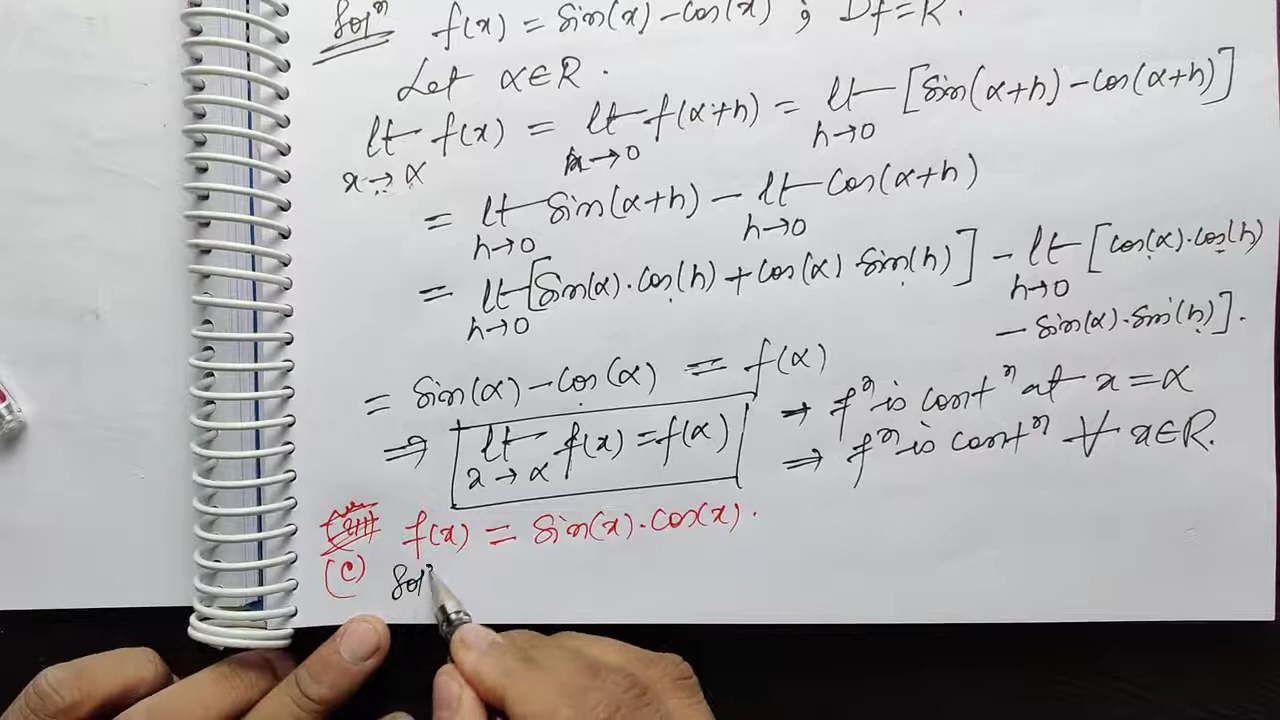 Solⁿ f(x) = Sin(x) - Cos(x) ; Df = R.
Let α∈R.
lt x→α f(x) = lt h→0 f(α+h) = lt h→0 [Sin(α+h) - Cos(α+h)]
= lt h→0 Sin(α+h) - lt h→0 Cos(α+h)
= lt h→0 [Sin(α).Cos(h) + Cos(α) Sin(h)] - lt h→0 [Cos(α).Cos(h)
- Sin(α).Sin(h)].
= Sin(α) - Cos(α) = f(α)
⇒ lt x→α f(x) = f(α) ⇒ fⁿ is contⁿ at x = α
⇒ fⁿ is contⁿ ∀ x∈R.
f(x) = Sin(x).Cos(x).
(C) Solⁿ